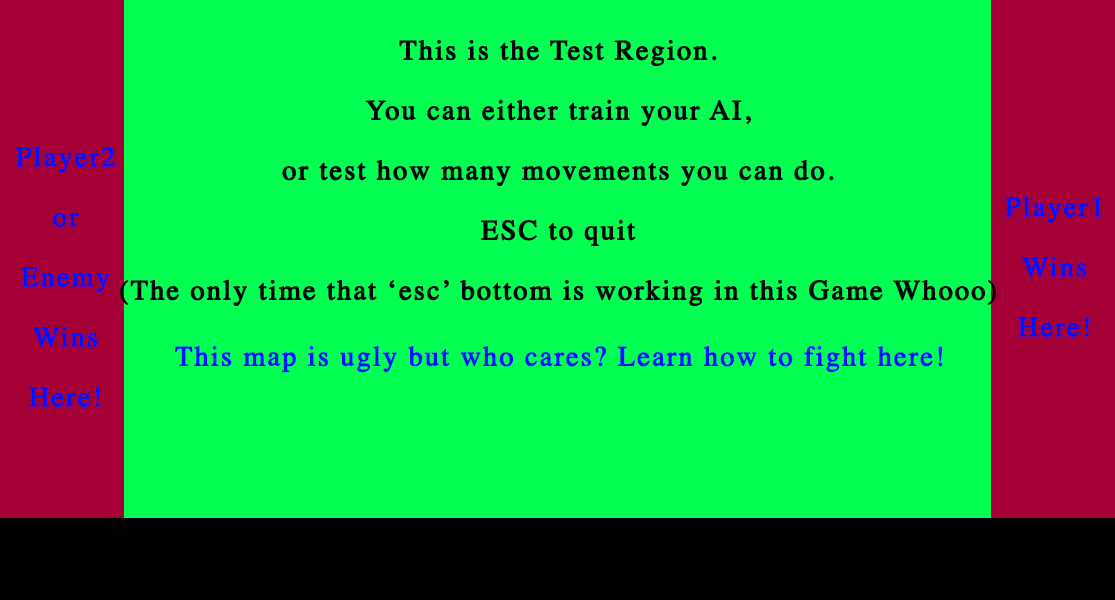 This is the Test Region.
You can either train your AI,
or test how many movements you can do.
ESC to quit
(The only time that ‘esc’ bottom is working in this Game Whooo)
This map is ugly but who cares? Learn how to fight here!
Player2
or
Enemy
Wins
Here!
Player1
Wins
Here!